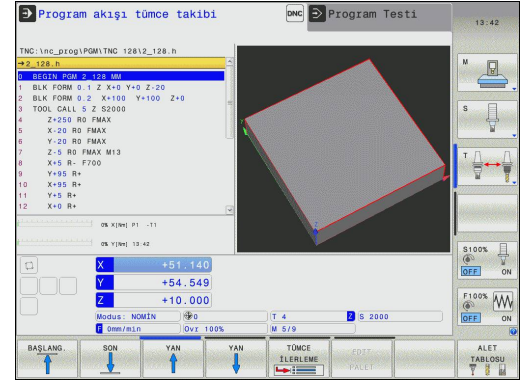 Program akışı tümce takibi
DNC
Program Testi
13:42
TNC:\nc_prog\PGM\TNC 128\2_128.h
→2_128.h
0 BEGIN PGM 2_128 MM
1 BLK FORM 0.1 Z X+0 Y+0 Z-20
2 BLK FORM 0.2 X+100 Y+100 Z+0
3 TOOL CALL 5 Z S2000
4 Z+250 R0 FMAX
5 X-20 R0 FMAX
6 Y-20 R0 FMAX
7 Z-5 R0 FMAX M13
8 X+5 R- F700
9 Y+95 R+
10 X+95 R+
11 Y+5 R+
12 X+0 R+
0% X[Nm] P1 -T1
0% Y[Nm] 13:42
X +51.140
Y +54.549
Z +10.000
Modus: NOMİN 0 T 4 Z S 2000
F 0mm/min Ovr 100% M 5/9
M
S
T
S100%
OFF ON
F100%
OFF ON
BAŞLANG.
SON
YAN
YAN
TÜMCE
İLERLEME
EDIT
PALET
ALET
TABLOSU